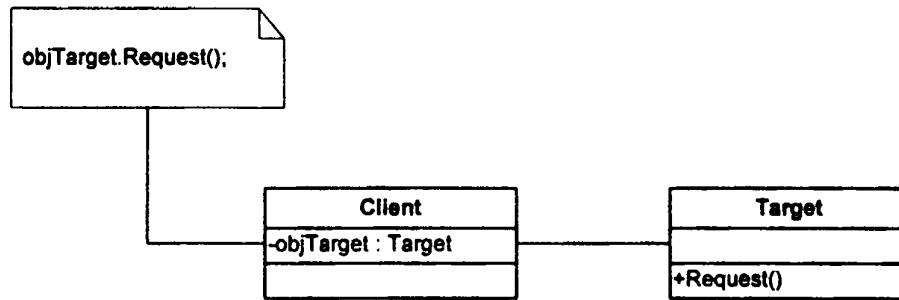 objTarget.Request();
Client
-objTarget : Target
Target
+Request()